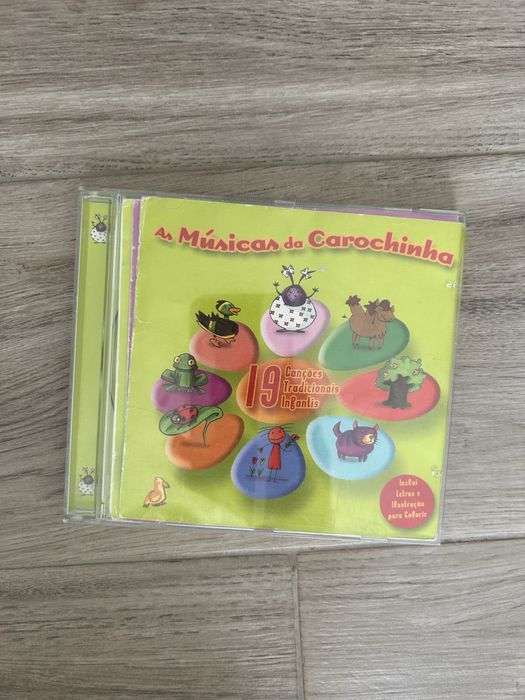 As Músicas da Carochinha
19 Canções
Tradicionais
Infantis
Inclui
Letras e
Ilustração
para Colorir